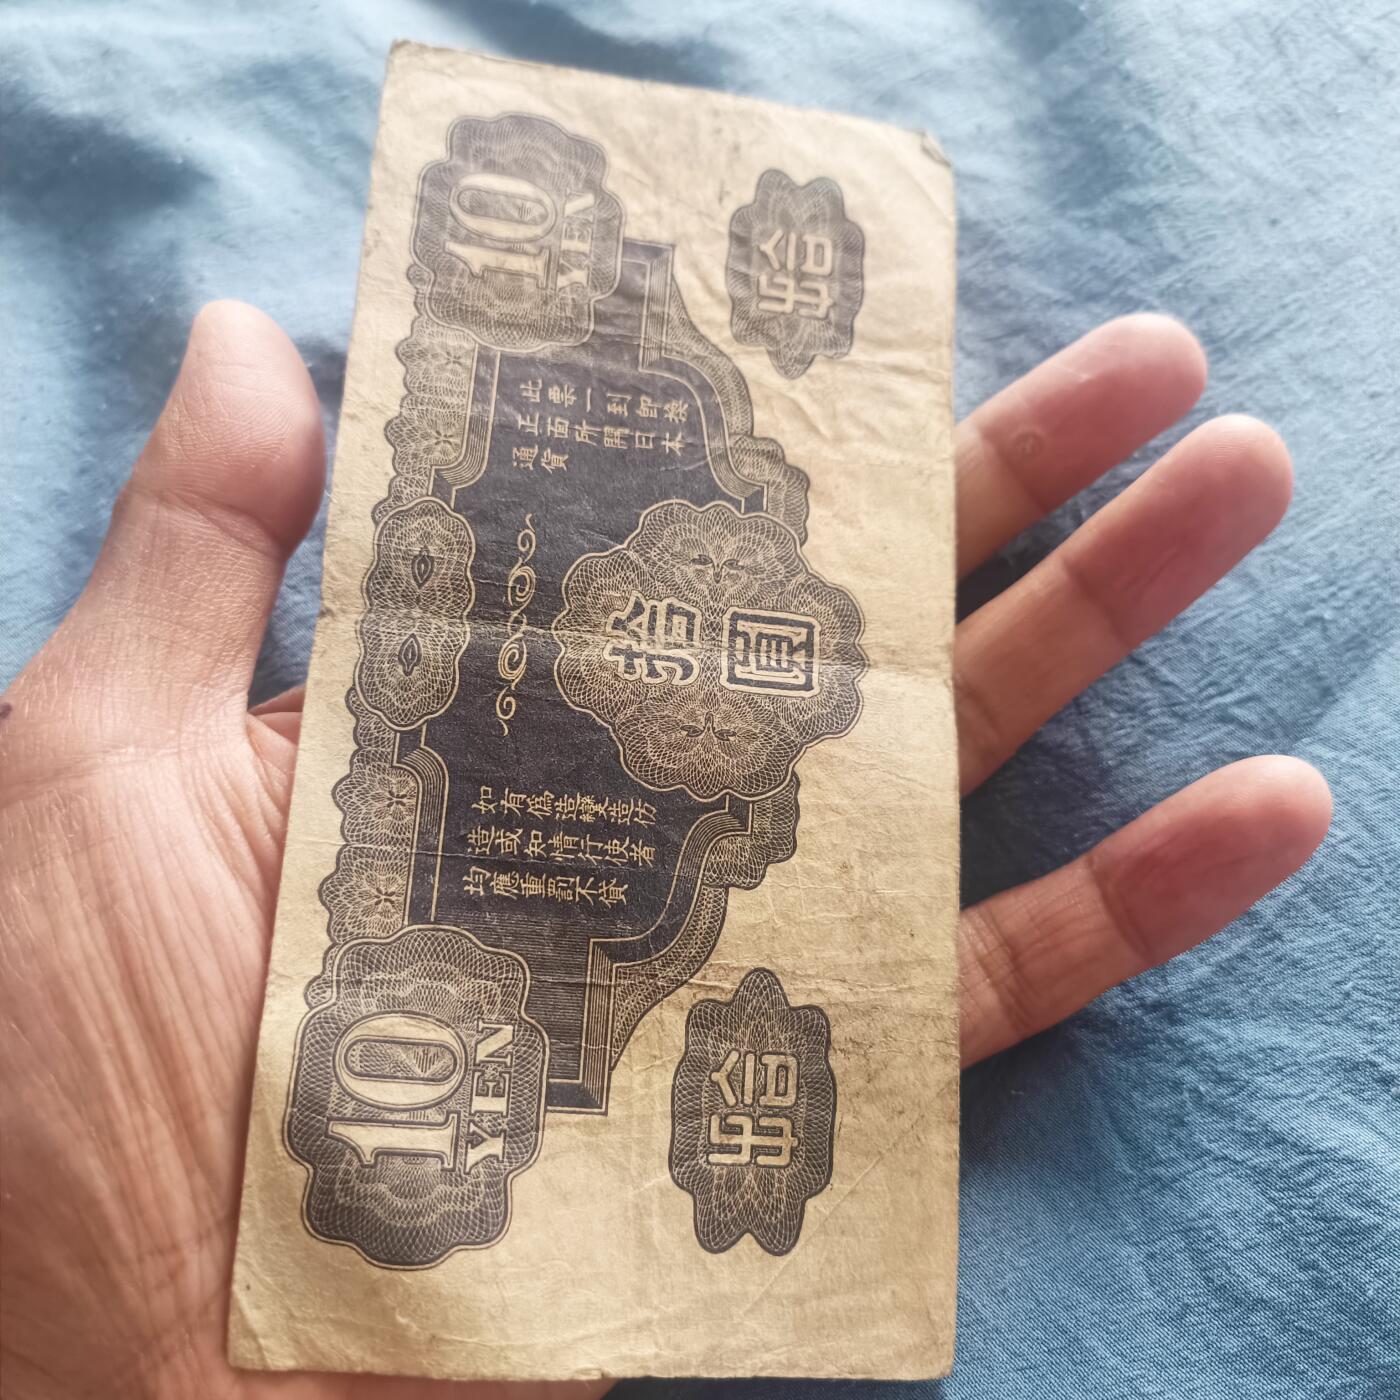 10
YEN
10
YEN
此票一到即換
正面所開日本
通貨
拾
圓
如有僞造變造仿
造或知情行使者
均應重罰不貸
拾
拾